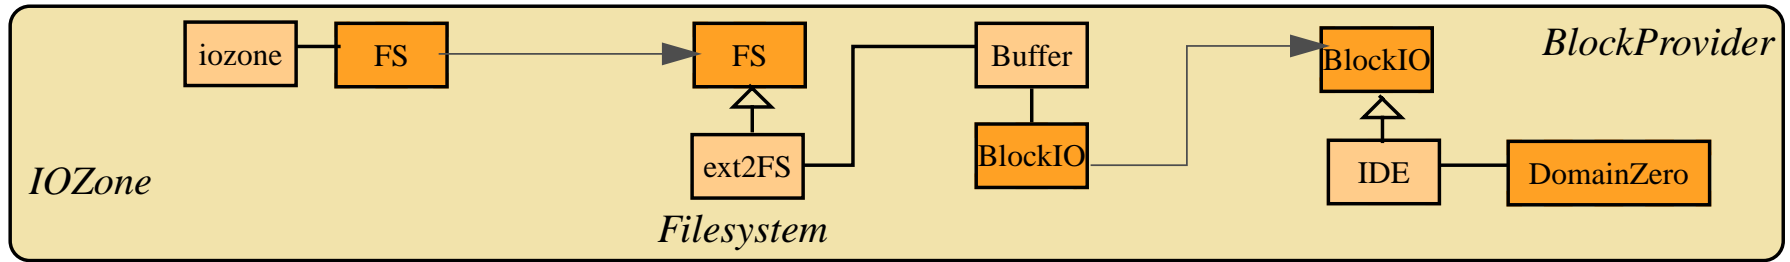 iozone
FS
FS
Buffer
BlockIO
BlockProvider
IOZone
ext2FS
BlockIO
IDE
DomainZero
Filesystem